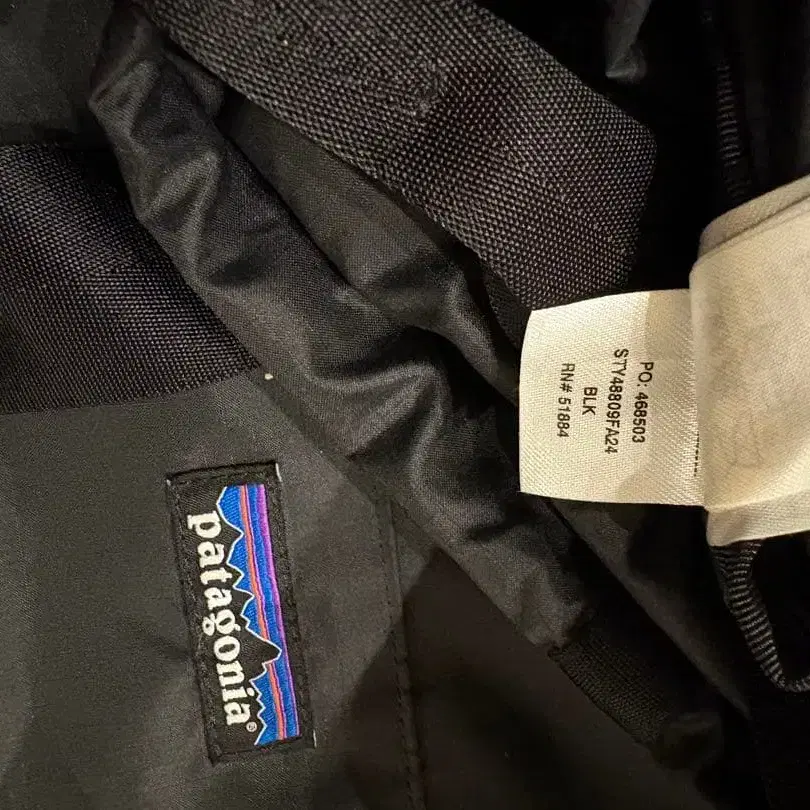 patagonia®
PO: 468503
STY48809FA24
BLK
RN# 51884